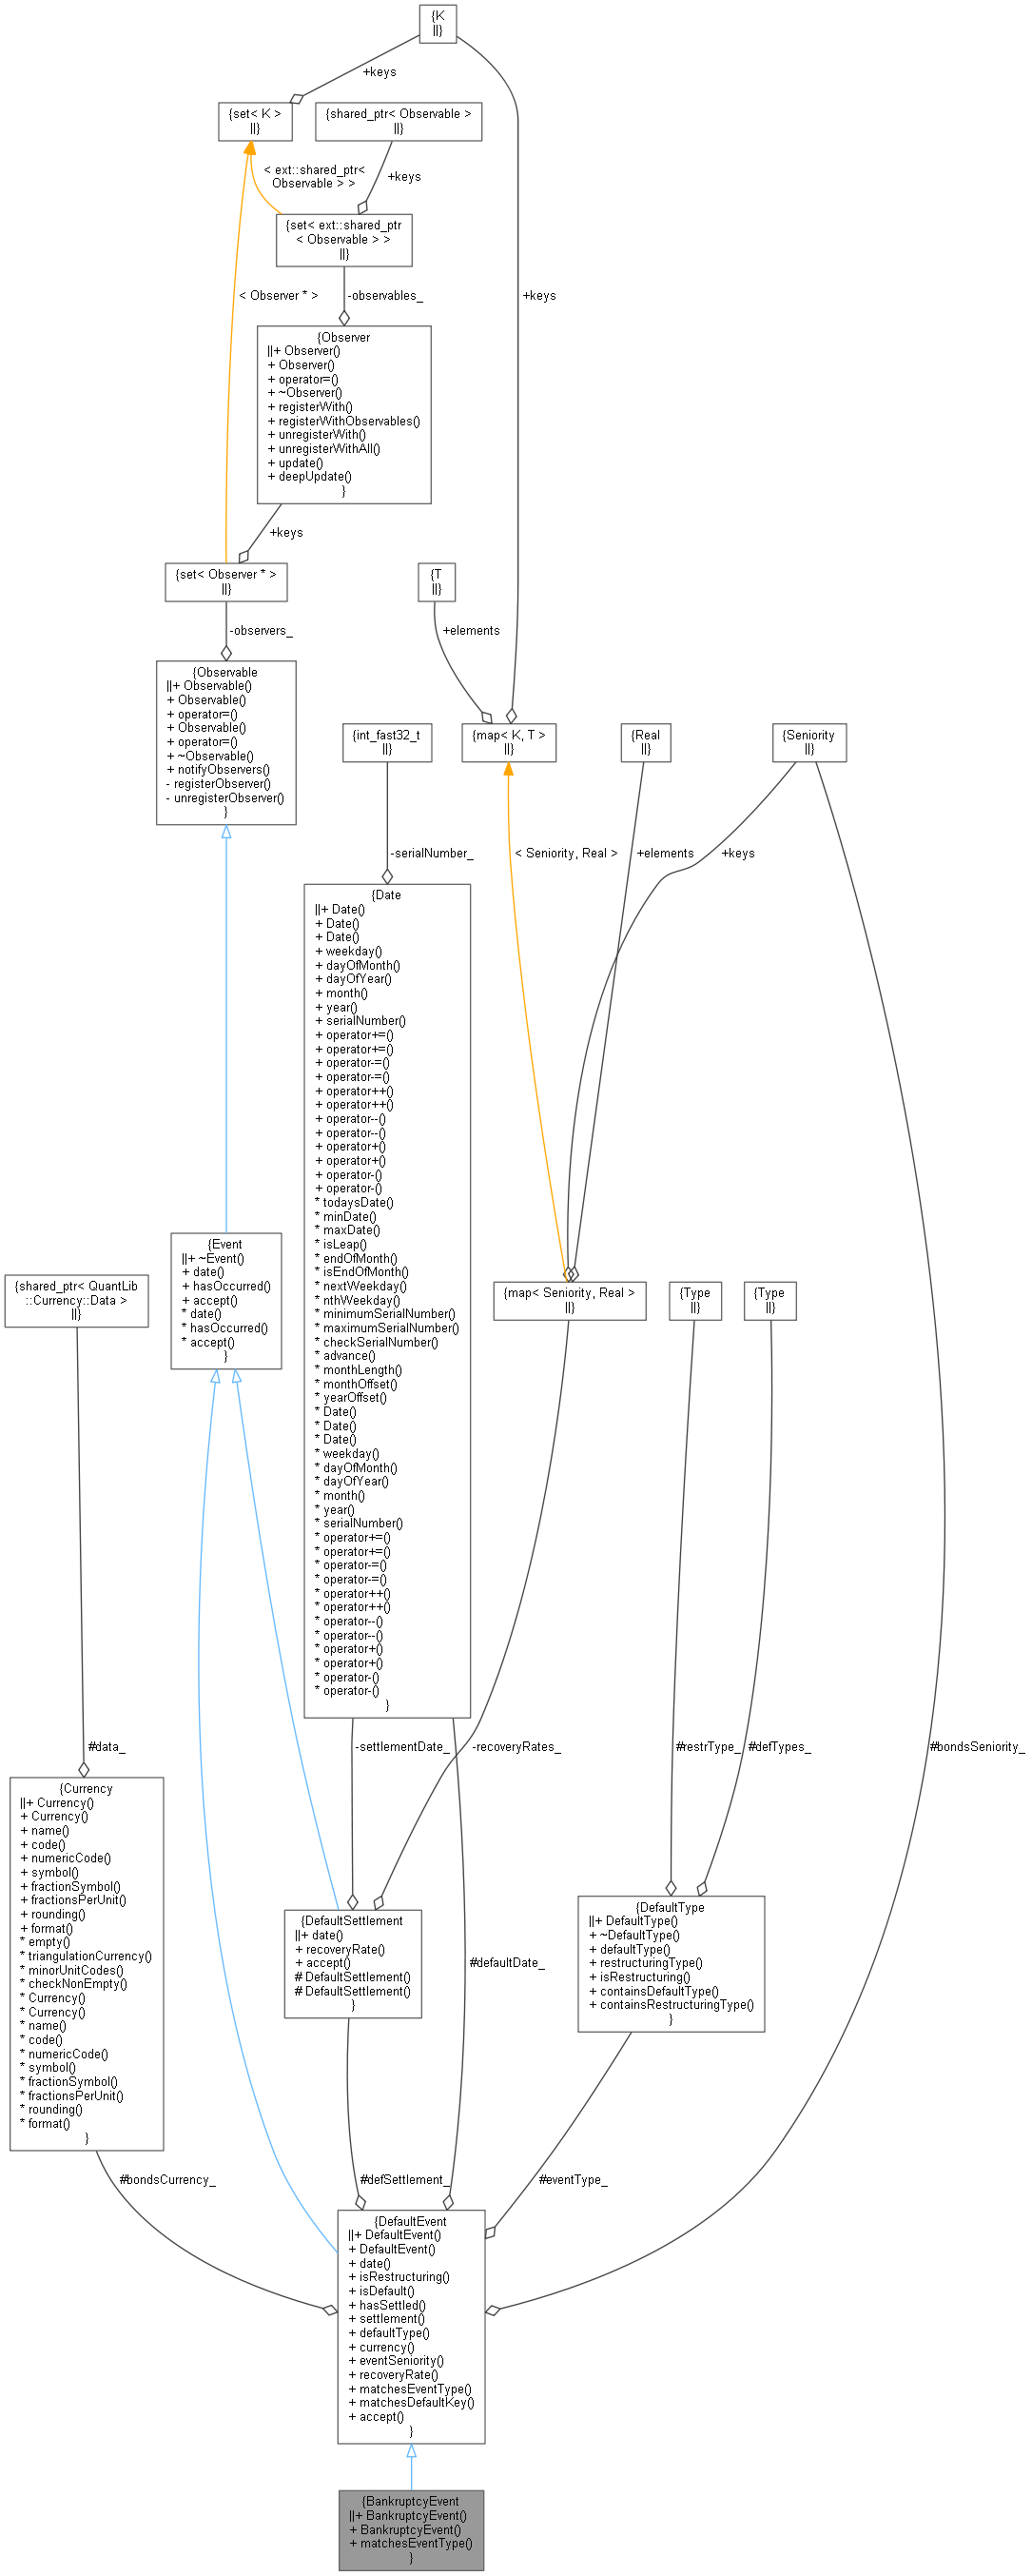 {K
||}
+keys
{set< K >
||}
{shared_ptr< Observable >
||}
< ext::shared_ptr<
Observable > >
+keys
{set< ext::shared_ptr
< Observable > >
||}
< Observer * >
-observables_
+keys
{Observer
||+ Observer()
+ Observer()
+ operator=()
+ ~Observer()
+ registerWith()
+ registerWithObservables()
+ unregisterWith()
+ unregisterWithAll()
+ update()
+ deepUpdate()
}
+keys
{set< Observer * >
||}
{T
||}
-observers_
+elements
{Observable
||+ Observable()
+ Observable()
+ operator=()
+ Observable()
+ operator=()
+ ~Observable()
+ notifyObservers()
- registerObserver()
- unregisterObserver()
}
{int_fast32_t
||}
{map< K, T >
||}
{Real
||}
{Seniority
||}
-serialNumber_
< Seniority, Real >
+elements
+keys
{Date
||+ Date()
+ Date()
+ Date()
+ weekday()
+ dayOfMonth()
+ dayOfYear()
+ month()
+ year()
+ serialNumber()
+ operator+=()
+ operator+=()
+ operator-=()
+ operator-=()
+ operator++()
+ operator++()
+ operator--()
+ operator--()
+ operator+()
+ operator+()
+ operator-()
+ operator-()
* todaysDate()
* minDate()
* maxDate()
* isLeap()
* endOfMonth()
* isEndOfMonth()
* nextWeekday()
* nthWeekday()
* minimumSerialNumber()
* maximumSerialNumber()
* checkSerialNumber()
* advance()
* monthLength()
* monthOffset()
* yearOffset()
* Date()
* Date()
* Date()
* weekday()
* dayOfMonth()
* dayOfYear()
* month()
* year()
* serialNumber()
* operator+=()
* operator+=()
* operator-=()
* operator-=()
* operator++()
* operator++()
* operator--()
* operator--()
* operator+()
* operator+()
* operator-()
* operator-()
}
{Event
||+ ~Event()
+ date()
+ hasOccurred()
+ accept()
* date()
* hasOccurred()
* accept()
}
{shared_ptr< QuantLib
::Currency::Data >
||}
{map< Seniority, Real >
||}
{Type
||}
{Type
||}
#data_
-settlementDate_
-recoveryRates_
#restrType_
#defTypes_
#bondsSeniority_
{Currency
||+ Currency()
+ Currency()
+ name()
+ code()
+ numericCode()
+ symbol()
+ fractionSymbol()
+ fractionsPerUnit()
+ rounding()
+ format()
* empty()
* triangulationCurrency()
* minorUnitCodes()
* checkNonEmpty()
* Currency()
* Currency()
* name()
* code()
* numericCode()
* symbol()
* fractionSymbol()
* fractionsPerUnit()
* rounding()
* format()
}
{DefaultSettlement
||+ date()
+ recoveryRate()
+ accept()
# DefaultSettlement()
# DefaultSettlement()
}
#defaultDate_
{DefaultType
||+ DefaultType()
+ ~DefaultType()
+ defaultType()
+ restructuringType()
+ isRestructuring()
+ containsDefaultType()
+ containsRestructuringType()
}
#bondsCurrency_
#defSettlement_
#eventType_
{DefaultEvent
||+ DefaultEvent()
+ DefaultEvent()
+ date()
+ isRestructuring()
+ isDefault()
+ hasSettled()
+ settlement()
+ defaultType()
+ currency()
+ eventSeniority()
+ recoveryRate()
+ matchesEventType()
+ matchesDefaultKey()
+ accept()
}
{BankruptcyEvent
||+ BankruptcyEvent()
+ BankruptcyEvent()
+ matchesEventType()
}